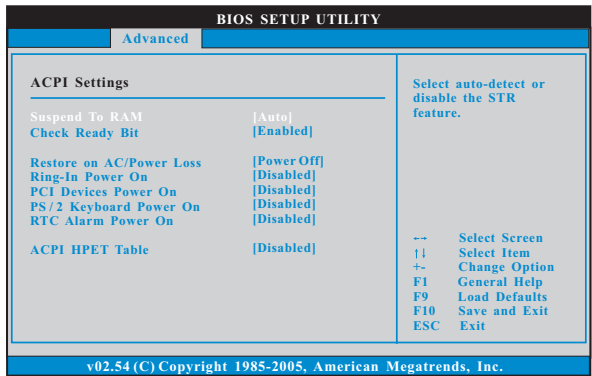 BIOS SETUP UTILITY
Advanced
ACPI Settings
Suspend To RAM [Auto]
Check Ready Bit [Enabled]
Restore on AC/Power Loss [Power Off]
Ring-In Power On [Disabled]
PCI Devices Power On [Disabled]
PS/2 Keyboard Power On [Disabled]
RTC Alarm Power On [Disabled]
ACPI HPET Table [Disabled]
Select auto-detect or
disable the STR
feature.
←→ Select Screen
↑↓ Select Item
+- Change Option
F1 General Help
F9 Load Defaults
F10 Save and Exit
ESC Exit
v02.54 (C) Copyright 1985-2005, American Megatrends, Inc.